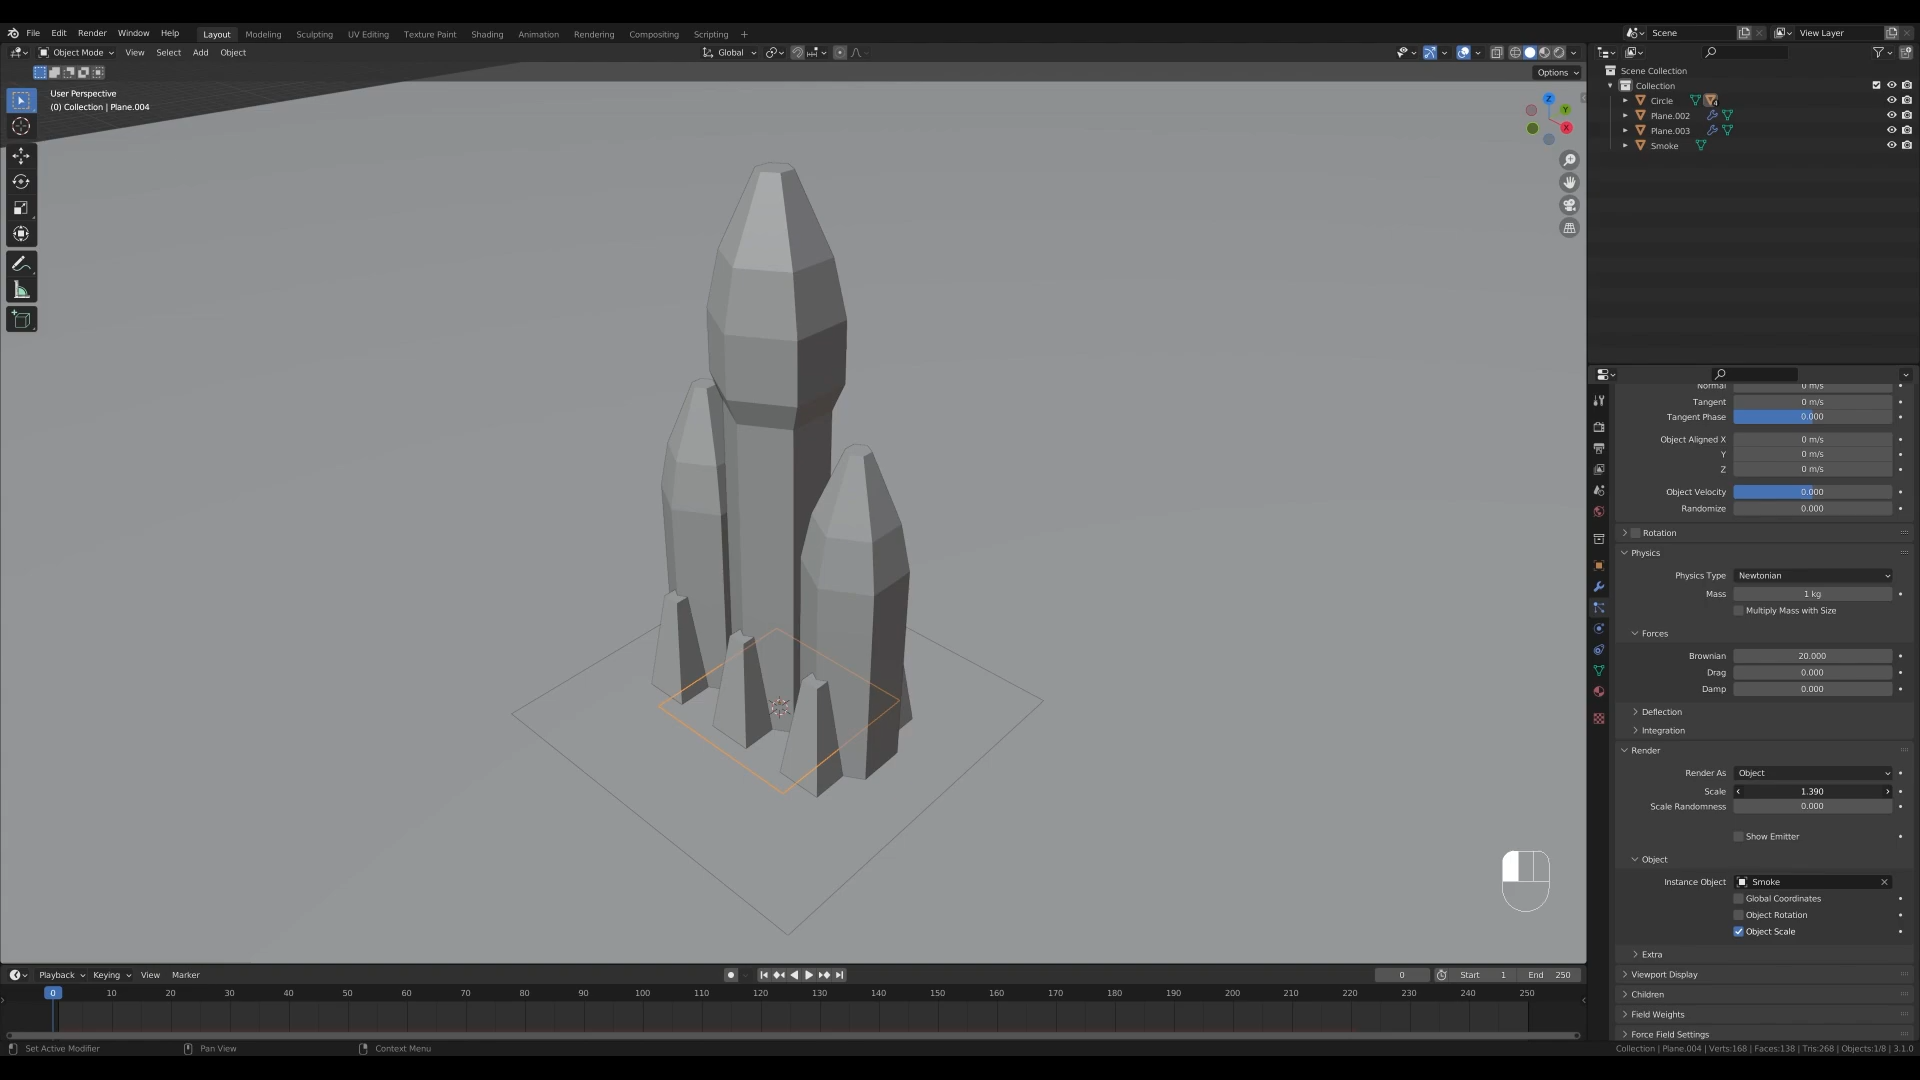 File Edit Render Window Help Layout Modeling Sculpting UV Editing Texture Paint Shading Animation Rendering Compositing Scripting + Scene View Layer
Object Mode View Select Add Object Global
Options
User Perspective
(0) Collection | Plane.004
Z
Y
X
Scene Collection
Collection
Circle 4
Plane.002
Plane.003
Smoke
Normal 0 m/s
Tangent 0 m/s
Tangent Phase 0.000
Object Aligned X 0 m/s
Y 0 m/s
Z 0 m/s
Object Velocity 0.000
Randomize 0.000
Rotation
Physics
Physics Type Newtonian
Mass 1 kg
Multiply Mass with Size
Forces
Brownian 20.000
Drag 0.000
Damp 0.000
Deflection
Integration
Render
Render As Object
Scale 1.390
Scale Randomness 0.000
Show Emitter
Object
Instance Object Smoke
Global Coordinates
Object Rotation
Object Scale
Extra
Viewport Display
Children
Field Weights
Force Field Settings
Playback Keying View Marker 0 Start 1 End 250
0 10 20 30 40 50 60 70 80 90 100 110 120 130 140 150 160 170 180 190 200 210 220 230 240 250
Set Active Modifier Pan View Context Menu Collection | Plane.004 | Verts:168 | Faces:138 | Tris:268 | Objects:1/8 | 3.1.0